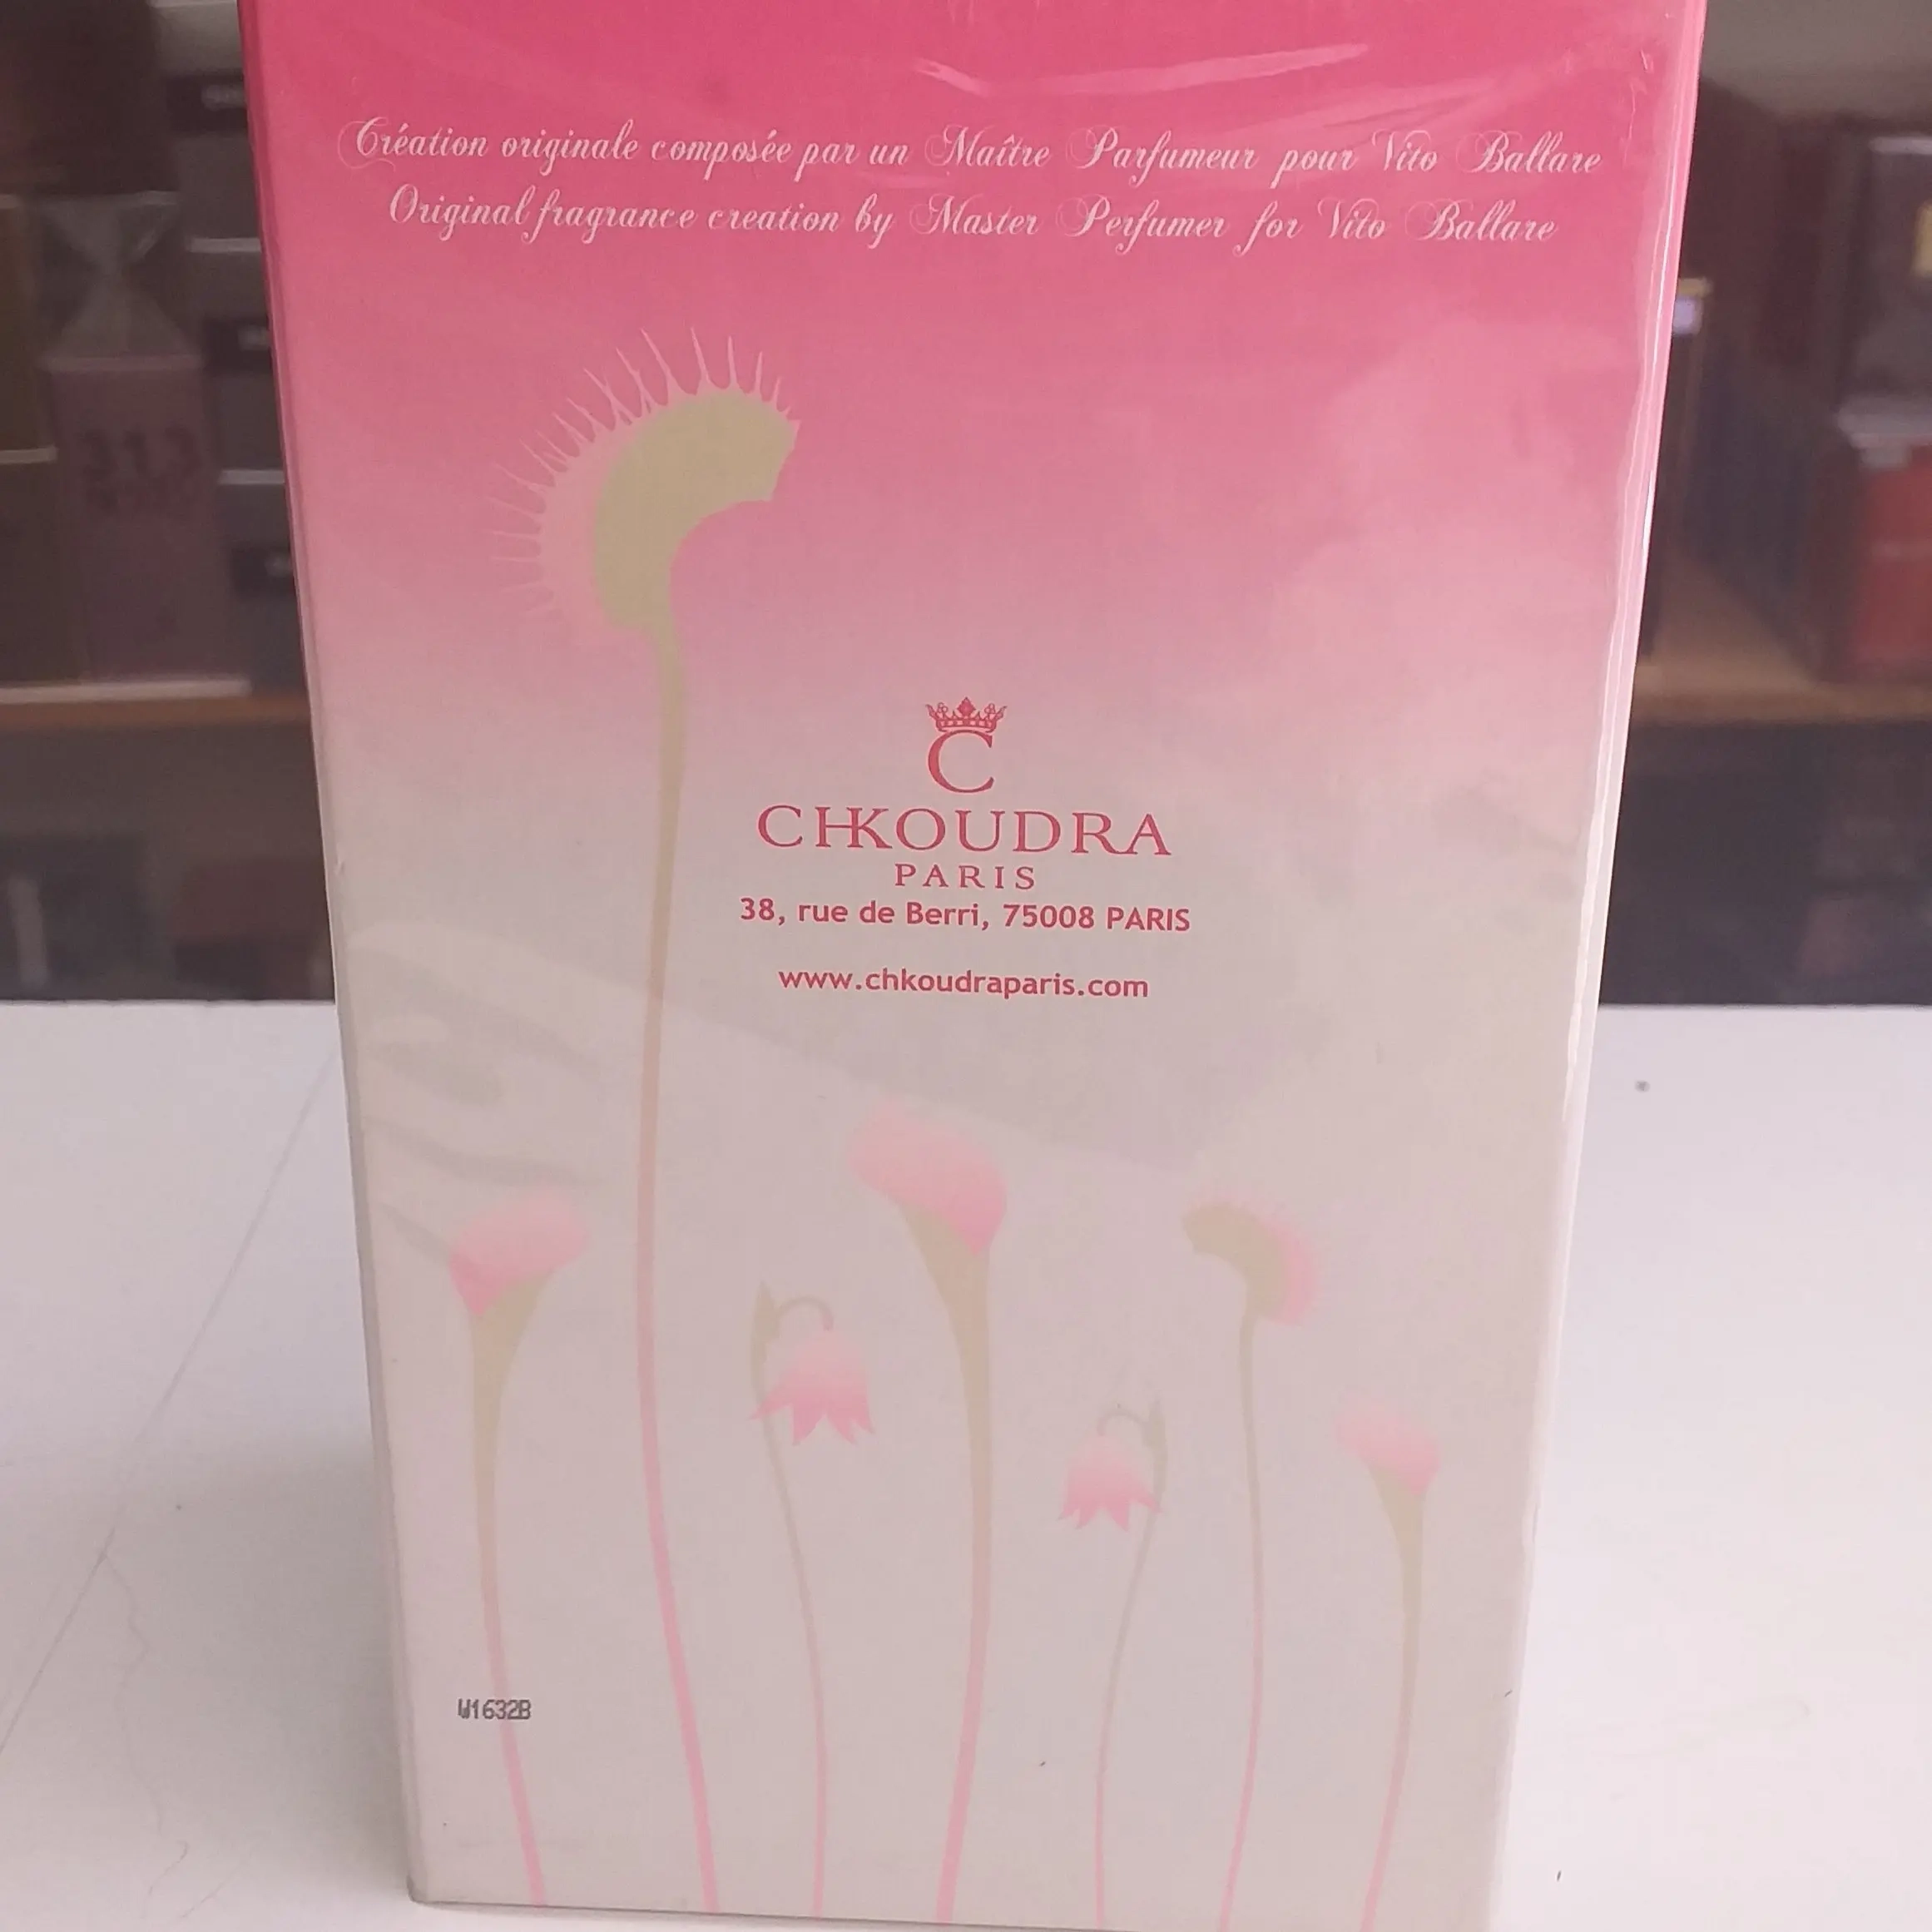 Création originale composée par un Maître Parfumeur pour Vito Ballare
Original fragrance creation by Master Perfumer for Vito Ballare
313
C
CHKOUDRA
PARIS
38, rue de Berri, 75008 PARIS
www.chkoudraparis.com
W1632B